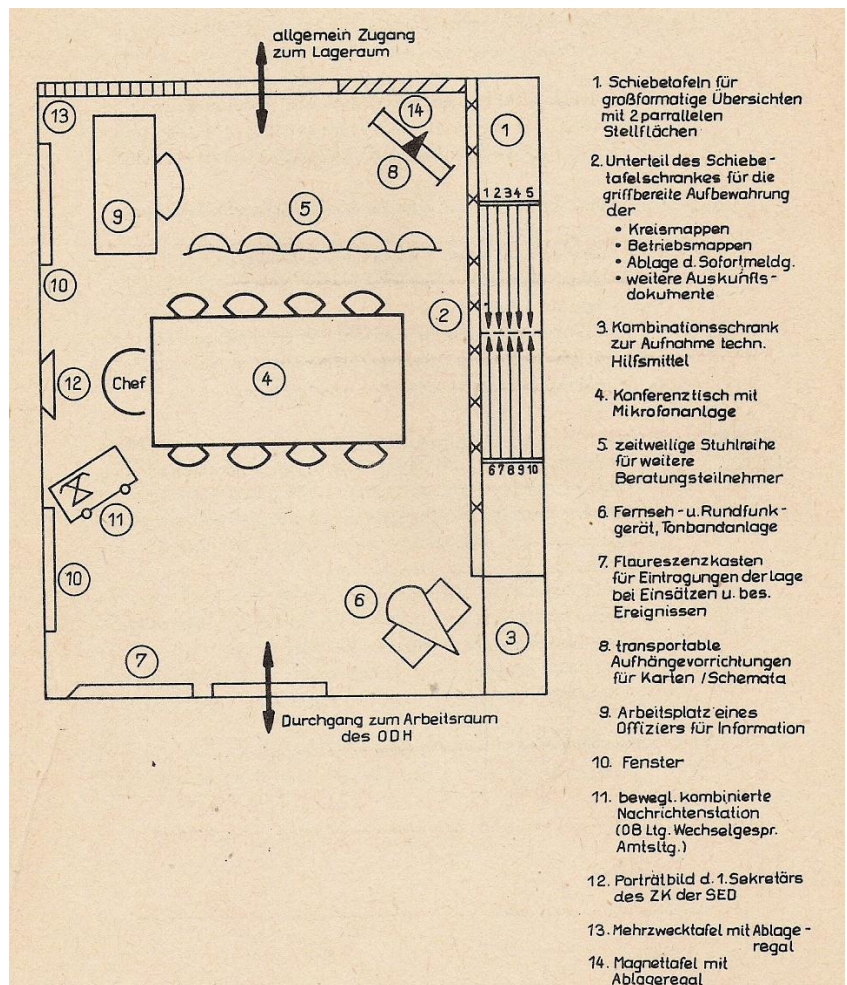 allgemein Zugang
zum Lageraum
13
14
1
8
9
5
1 2 3 4 5
10
2
12
Chef
4
6 7 8 9 10
11
10
6
3
7
Durchgang zum Arbeitsraum
des ODH
1. Schiebetafeln für
großformatige Übersichten
mit 2 parrallelen
Stellflächen
2. Unterteil des Schiebe-
tafelschrankes für die
griffbereite Aufbewahrung
der
• Kreismappen
• Betriebsmappen
• Ablage d. Sofortmeldg.
• weitere Auskunfts-
dokumente
3. Kombinationsschrank
zur Aufnahme techn.
Hilfsmittel
4. Konferenztisch mit
Mikrofonanlage
5. zeitweilige Stuhlreihe
für weitere
Beratungsteilnehmer
6. Fernseh- u. Rundfunk-
gerät, Tonbandanlage
7. Flaureszenzkasten
für Eintragungen der lage
bei Einsätzen u. bes.
Ereignissen
8. transportable
Aufhängevorrichtungen
für Karten / Schemata
9. Arbeitsplatz eines
Offiziers für Information
10. Fenster
11. bewegl. kombinierte
Nachrichtenstation
(OB Ltg. Wechselgespr.
Amtsltg.)
12. Porträtbild d. 1. Sekretärs
des ZK der SED
13. Mehrzwecktafel mit Ablage-
regal
14. Magnettafel mit
Ablageregal